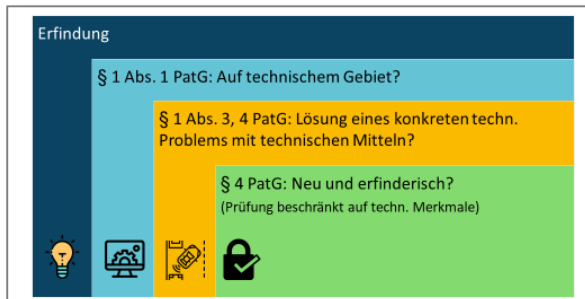 Erfindung
§ 1 Abs. 1 PatG: Auf technischem Gebiet?
§ 1 Abs. 3, 4 PatG: Lösung eines konkreten techn.
Problems mit technischen Mitteln?
§ 4 PatG: Neu und erfinderisch?
(Prüfung beschränkt auf techn. Merkmale)